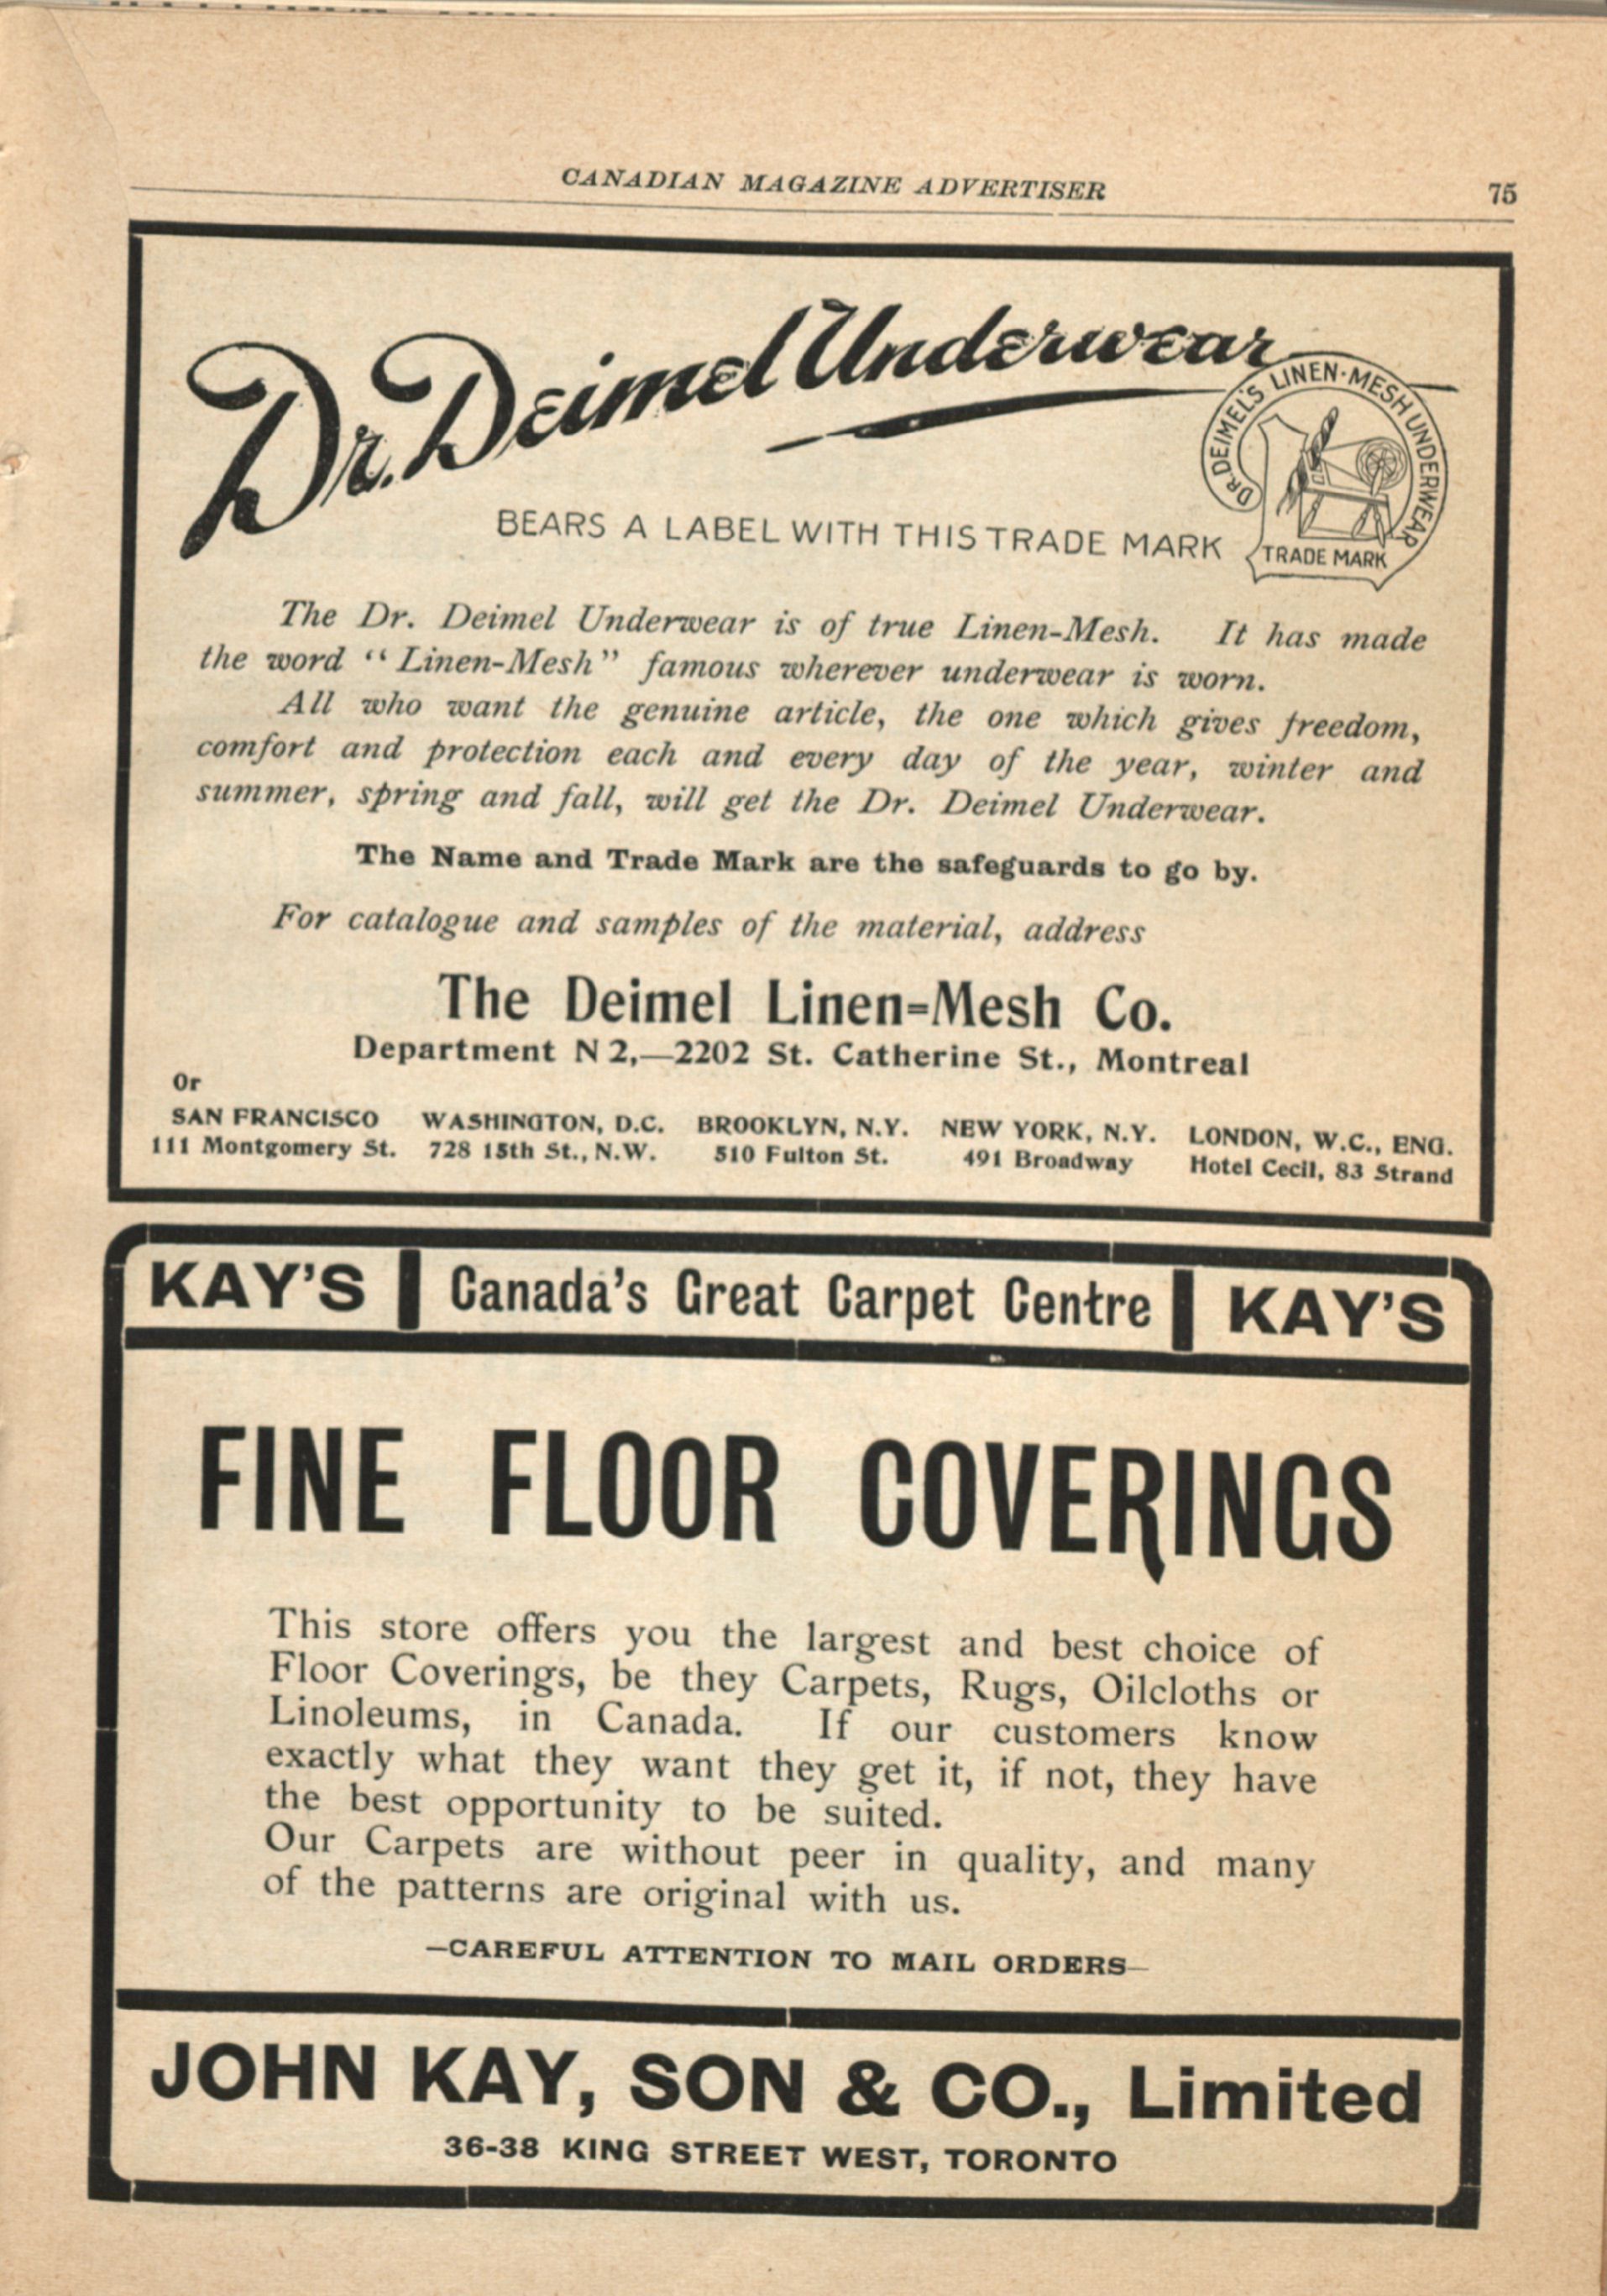 CANADIAN MAGAZINE ADVERTISER 75
Dr. Deimel Underwear
DR. DEIMEL'S LINEN-MESH UNDERWEAR
TRADE MARK
BEARS A LABEL WITH THIS TRADE MARK
The Dr. Deimel Underwear is of true Linen-Mesh. It has made
the word "Linen-Mesh" famous wherever underwear is worn.
All who want the genuine article, the one which gives freedom,
comfort and protection each and every day of the year, winter and
summer, spring and fall, will get the Dr. Deimel Underwear.
The Name and Trade Mark are the safeguards to go by.
For catalogue and samples of the material, address
The Deimel Linen-Mesh Co.
Department N 2,—2202 St. Catherine St., Montreal
Or
SAN FRANCISCO WASHINGTON, D.C. BROOKLYN, N.Y. NEW YORK, N.Y. LONDON, W.C., ENG.
111 Montgomery St. 728 15th St., N.W. 510 Fulton St. 491 Broadway Hotel Cecil, 83 Strand
KAY'S Canada's Great Carpet Centre KAY'S
FINE FLOOR COVERINGS
This store offers you the largest and best choice of
Floor Coverings, be they Carpets, Rugs, Oilcloths or
Linoleums, in Canada. If our customers know
exactly what they want they get it, if not, they have
the best opportunity to be suited.
Our Carpets are without peer in quality, and many
of the patterns are original with us.
—CAREFUL ATTENTION TO MAIL ORDERS—
JOHN KAY, SON & CO., Limited
36-38 KING STREET WEST, TORONTO